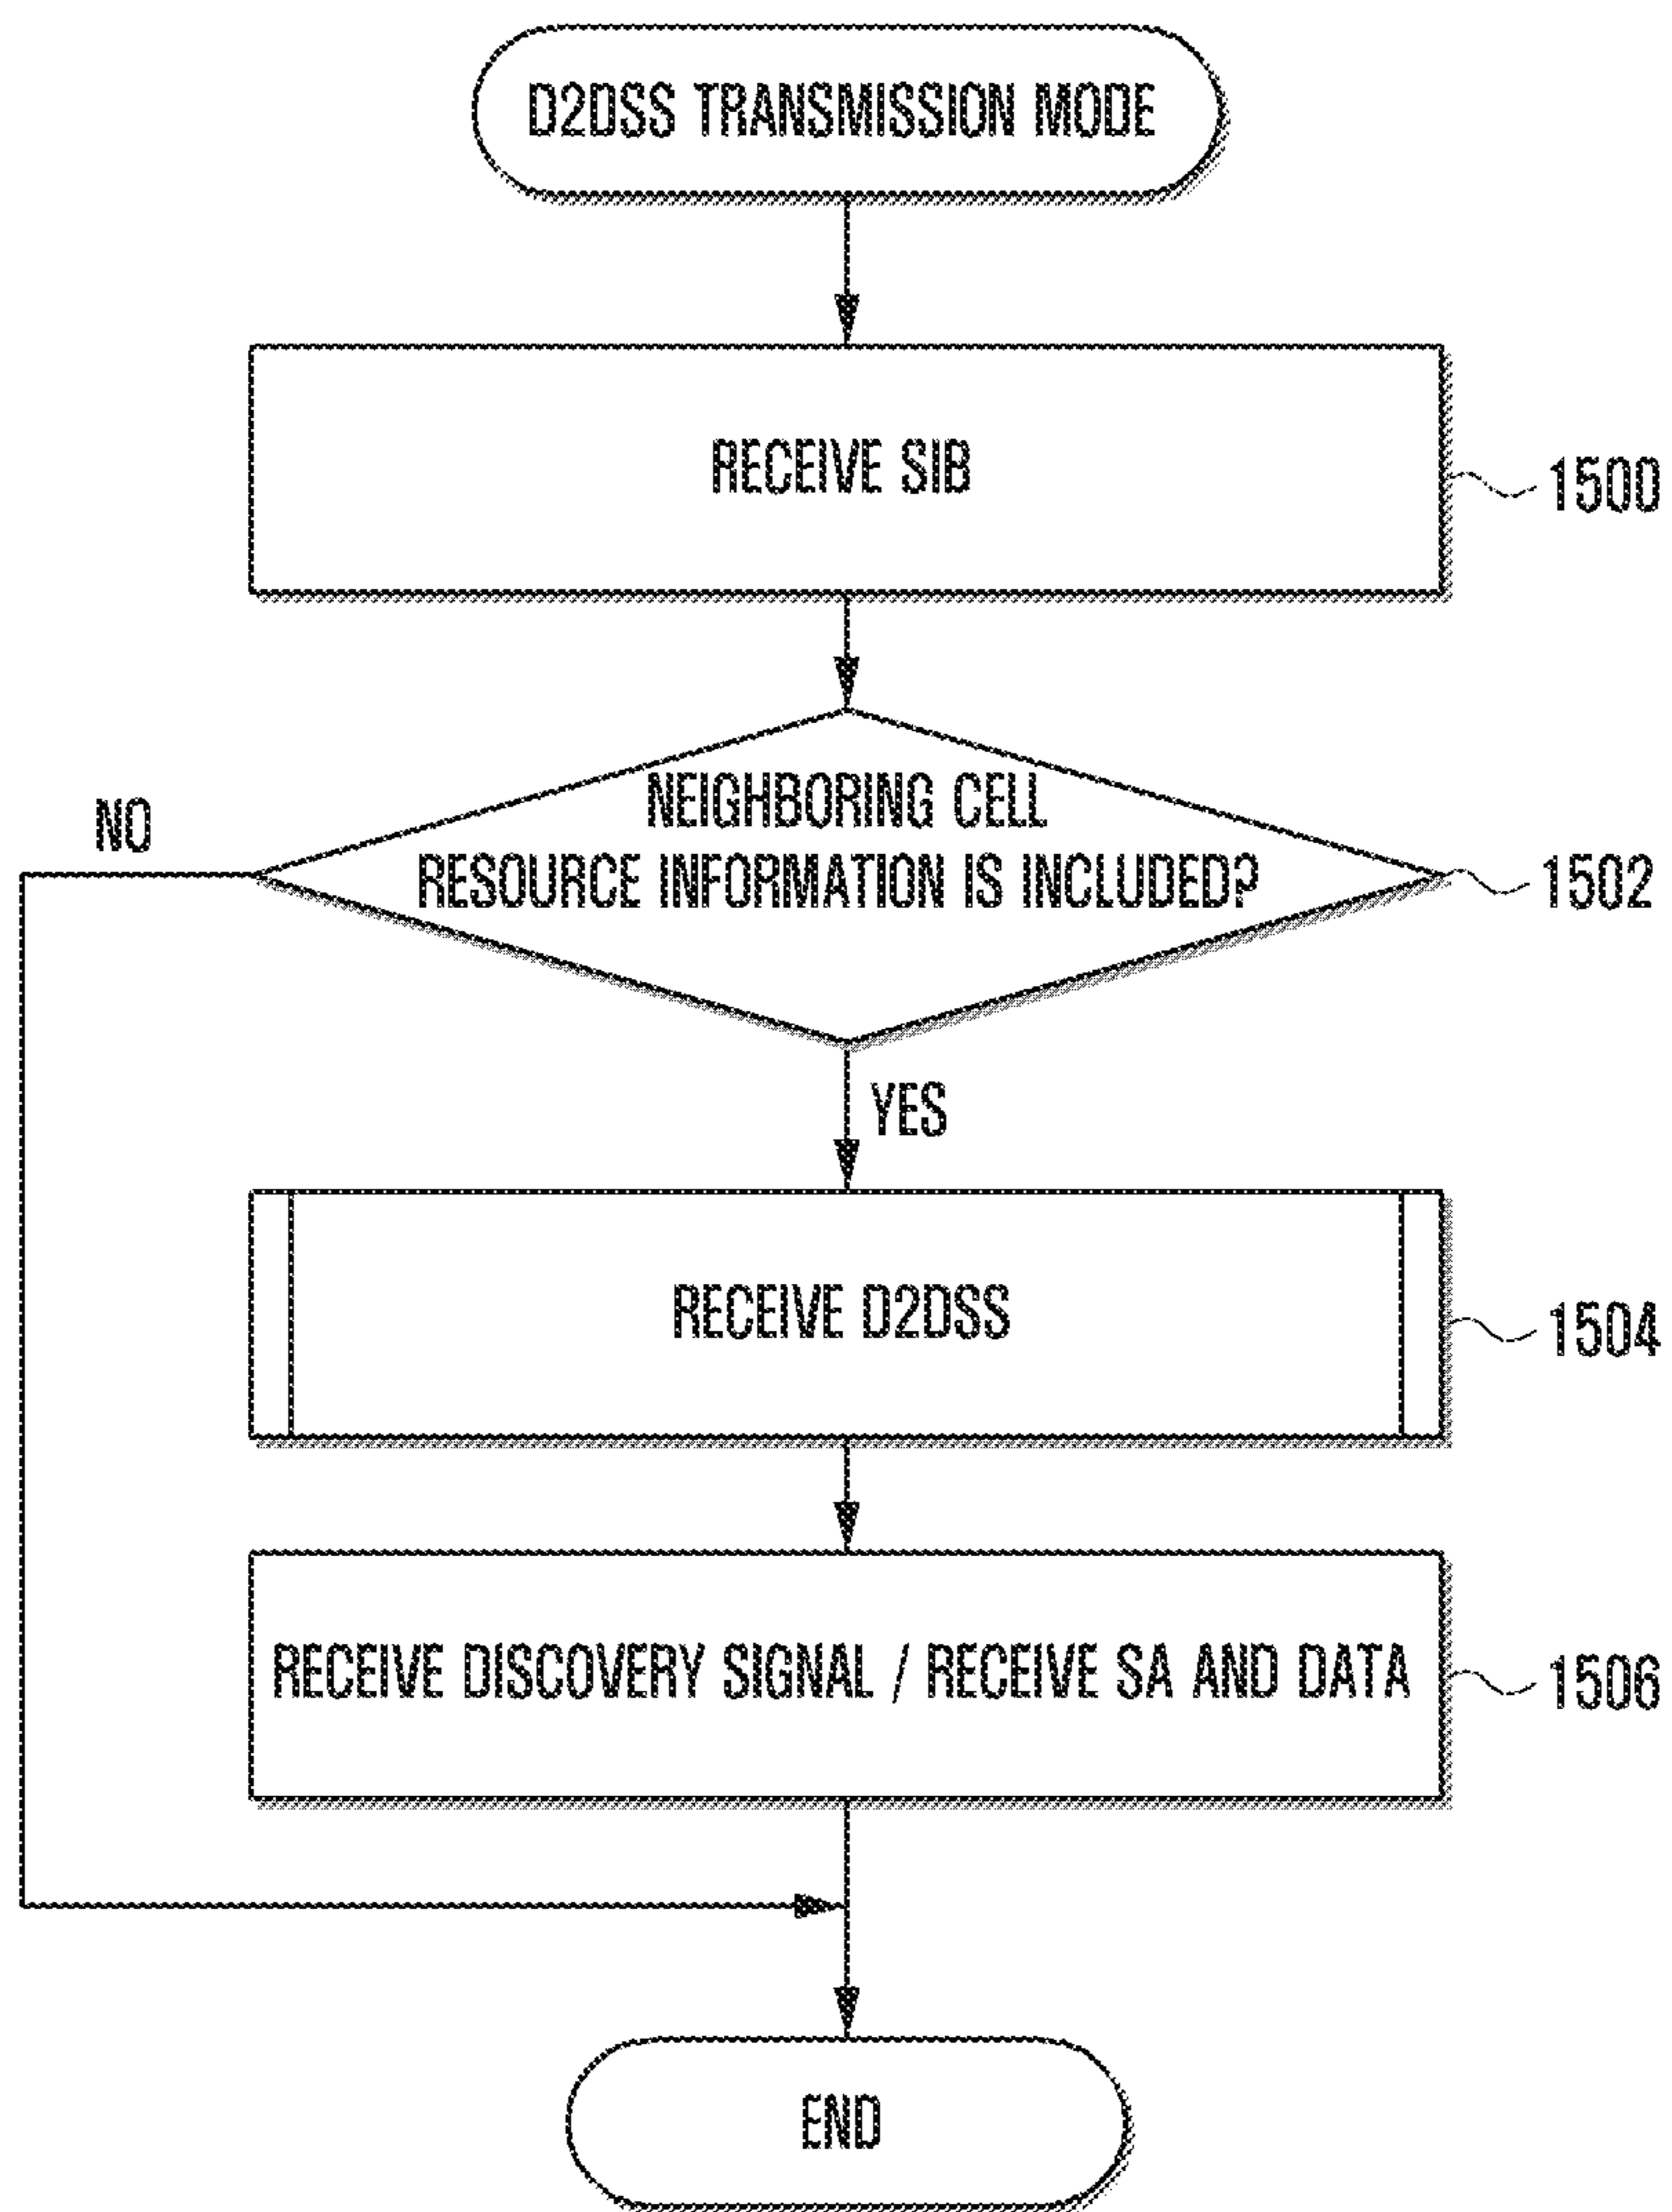 D2DSS TRANSMISSION MODE
RECEIVE SIB
1500
NEIGHBORING CELL
RESOURCE INFORMATION IS INCLUDED?
1502
NO
YES
RECEIVE D2DSS
1504
RECEIVE DISCOVERY SIGNAL / RECEIVE SA AND DATA
1506
END